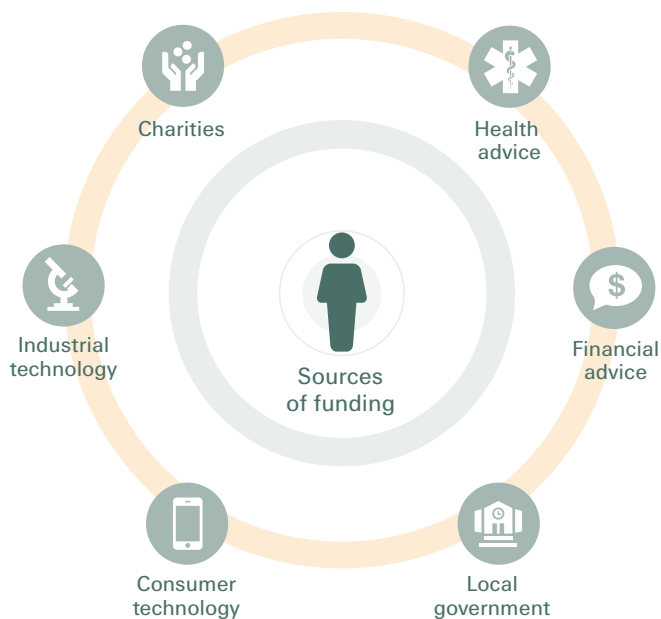 Charities
Health
advice
Industrial
technology
$
Financial
advice
Sources
of funding
Consumer
technology
Local
government